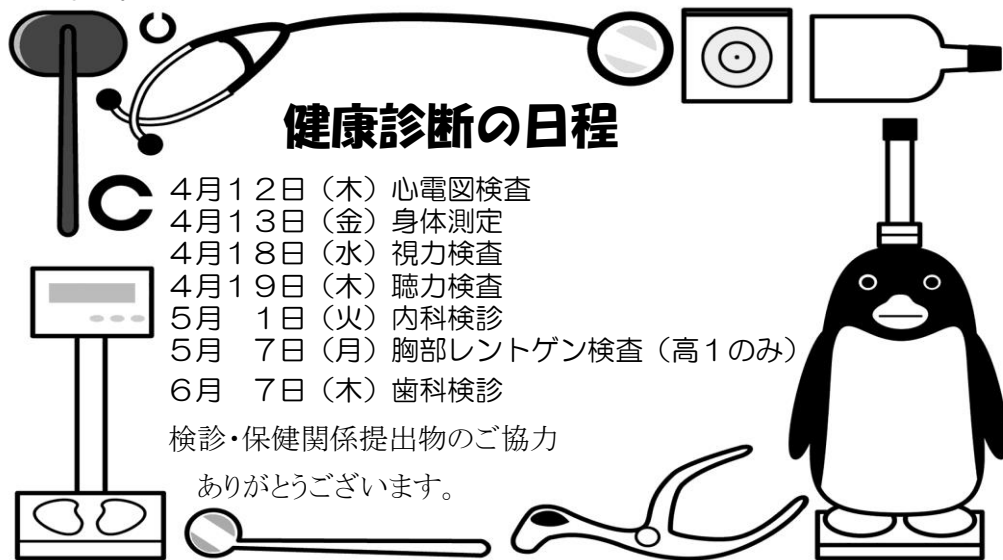 健康診断の日程
4月12日（木）心電図検査
4月13日（金）身体測定
4月18日（水）視力検査
4月19日（木）聴力検査
5月　1日（火）内科検診
5月　7日（月）胸部レントゲン検査（高1のみ）
6月　7日（木）歯科検診
検診・保健関係提出物のご協力
ありがとうございます。